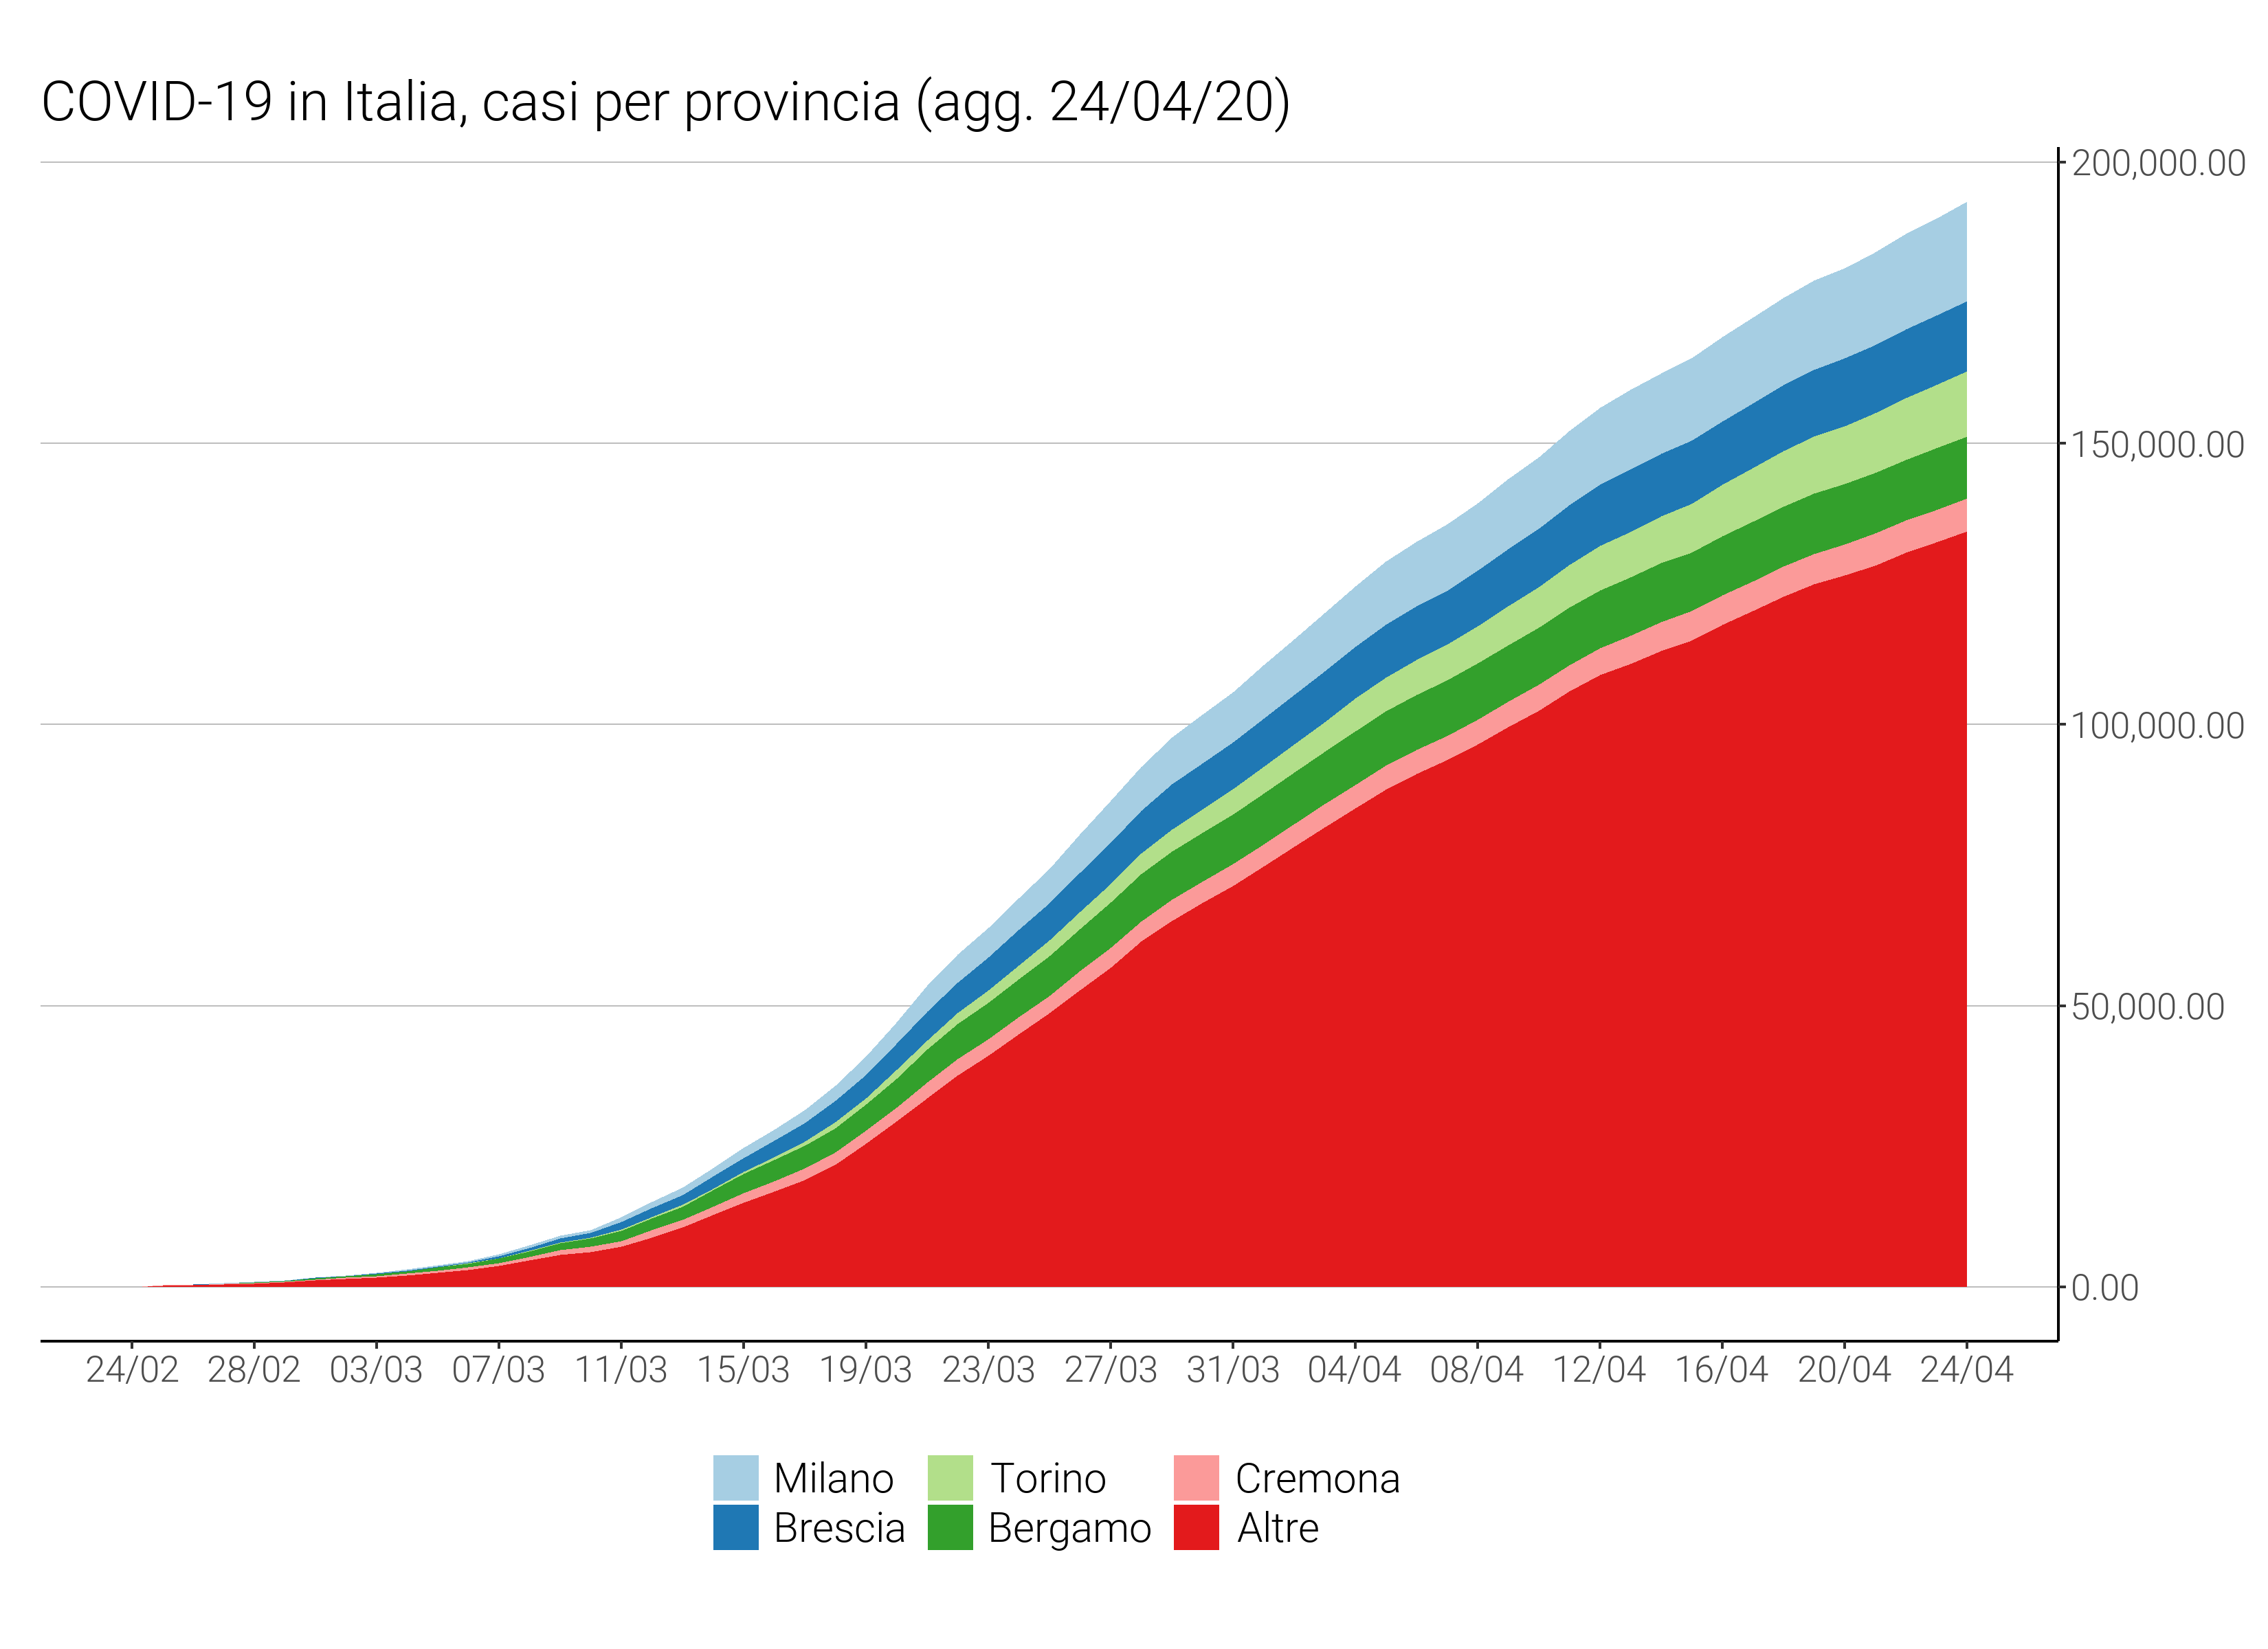 COVID-19 in Italia, casi per provincia (agg. 24/04/20)
200,000.00
150,000.00
100,000.00
50,000.00
0.00
24/02 28/02 03/03 07/03 11/03 15/03 19/03 23/03 27/03 31/03 04/04 08/04 12/04 16/04 20/04 24/04
Milano Torino Cremona
Brescia Bergamo Altre